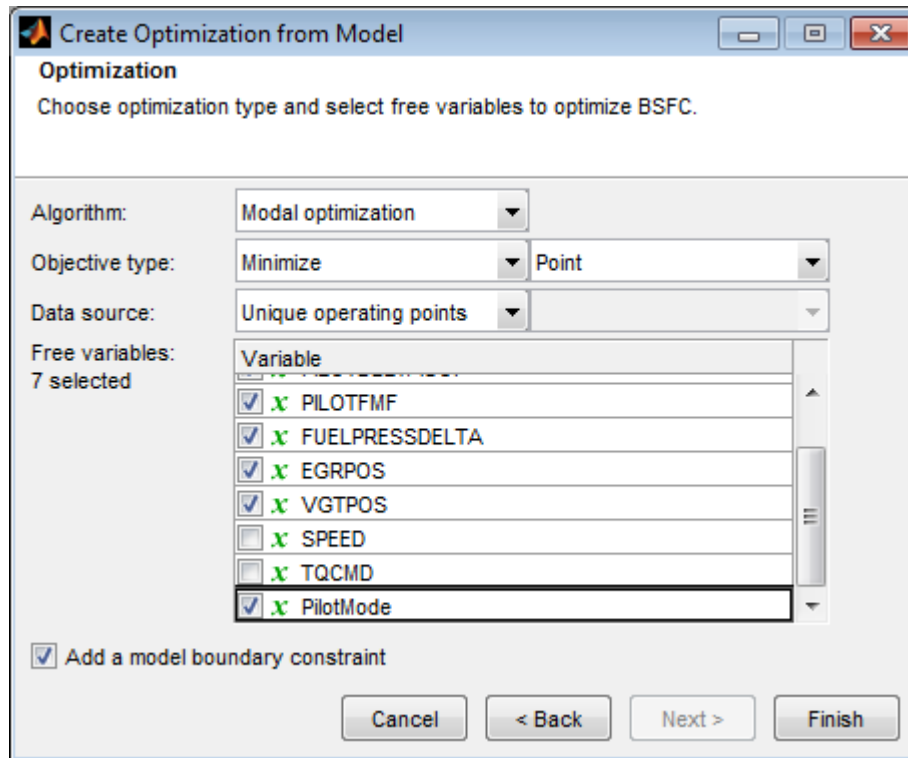 Create Optimization from Model
Optimization
Choose optimization type and select free variables to optimize BSFC.
Algorithm: Modal optimization
Objective type: Minimize Point
Data source: Unique operating points
Free variables: Variable
7 selected
x PILOTFMF
x FUELPRESSDELTA
x EGRPOS
x VGTPOS
x SPEED
x TQCMD
x PilotMode
Add a model boundary constraint
Cancel < Back Next > Finish